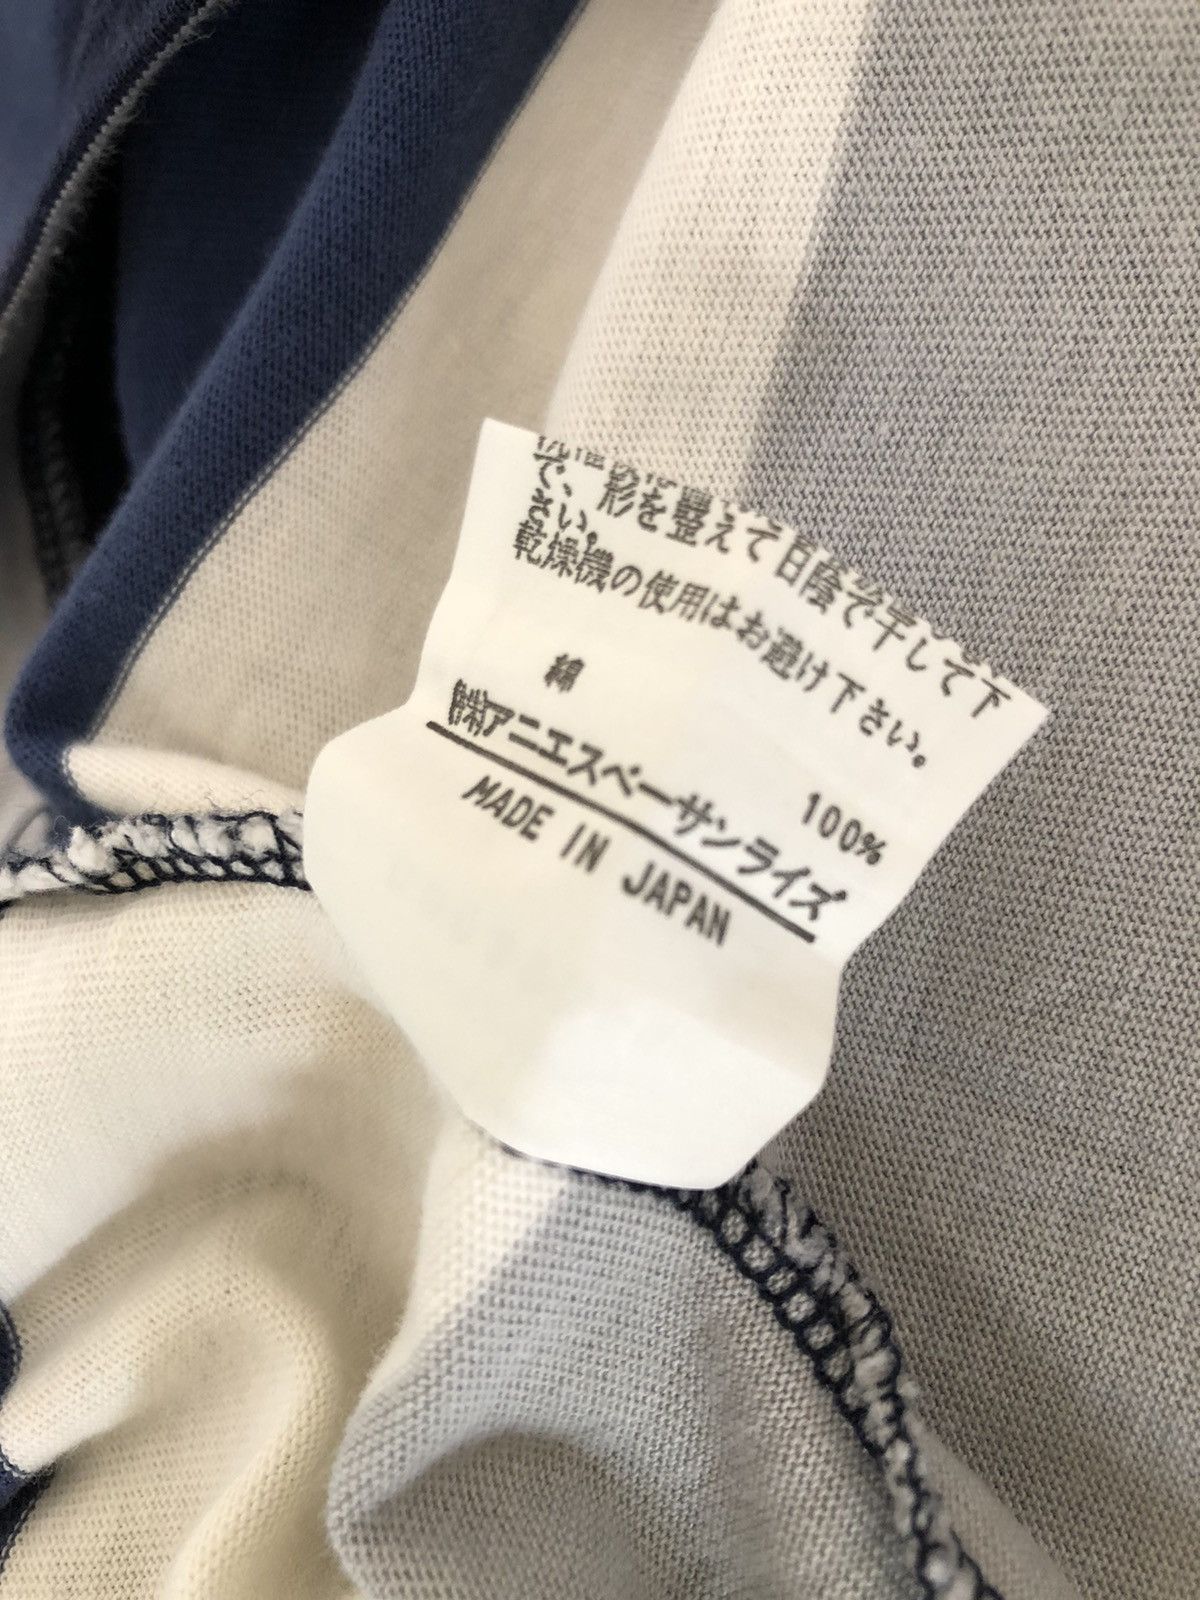 で、形を整えて日陰で干して下
さい。
乾燥機の使用はお避け下さい。
綿 100%
㈱アニエスベーサンライズ
MADE IN JAPAN